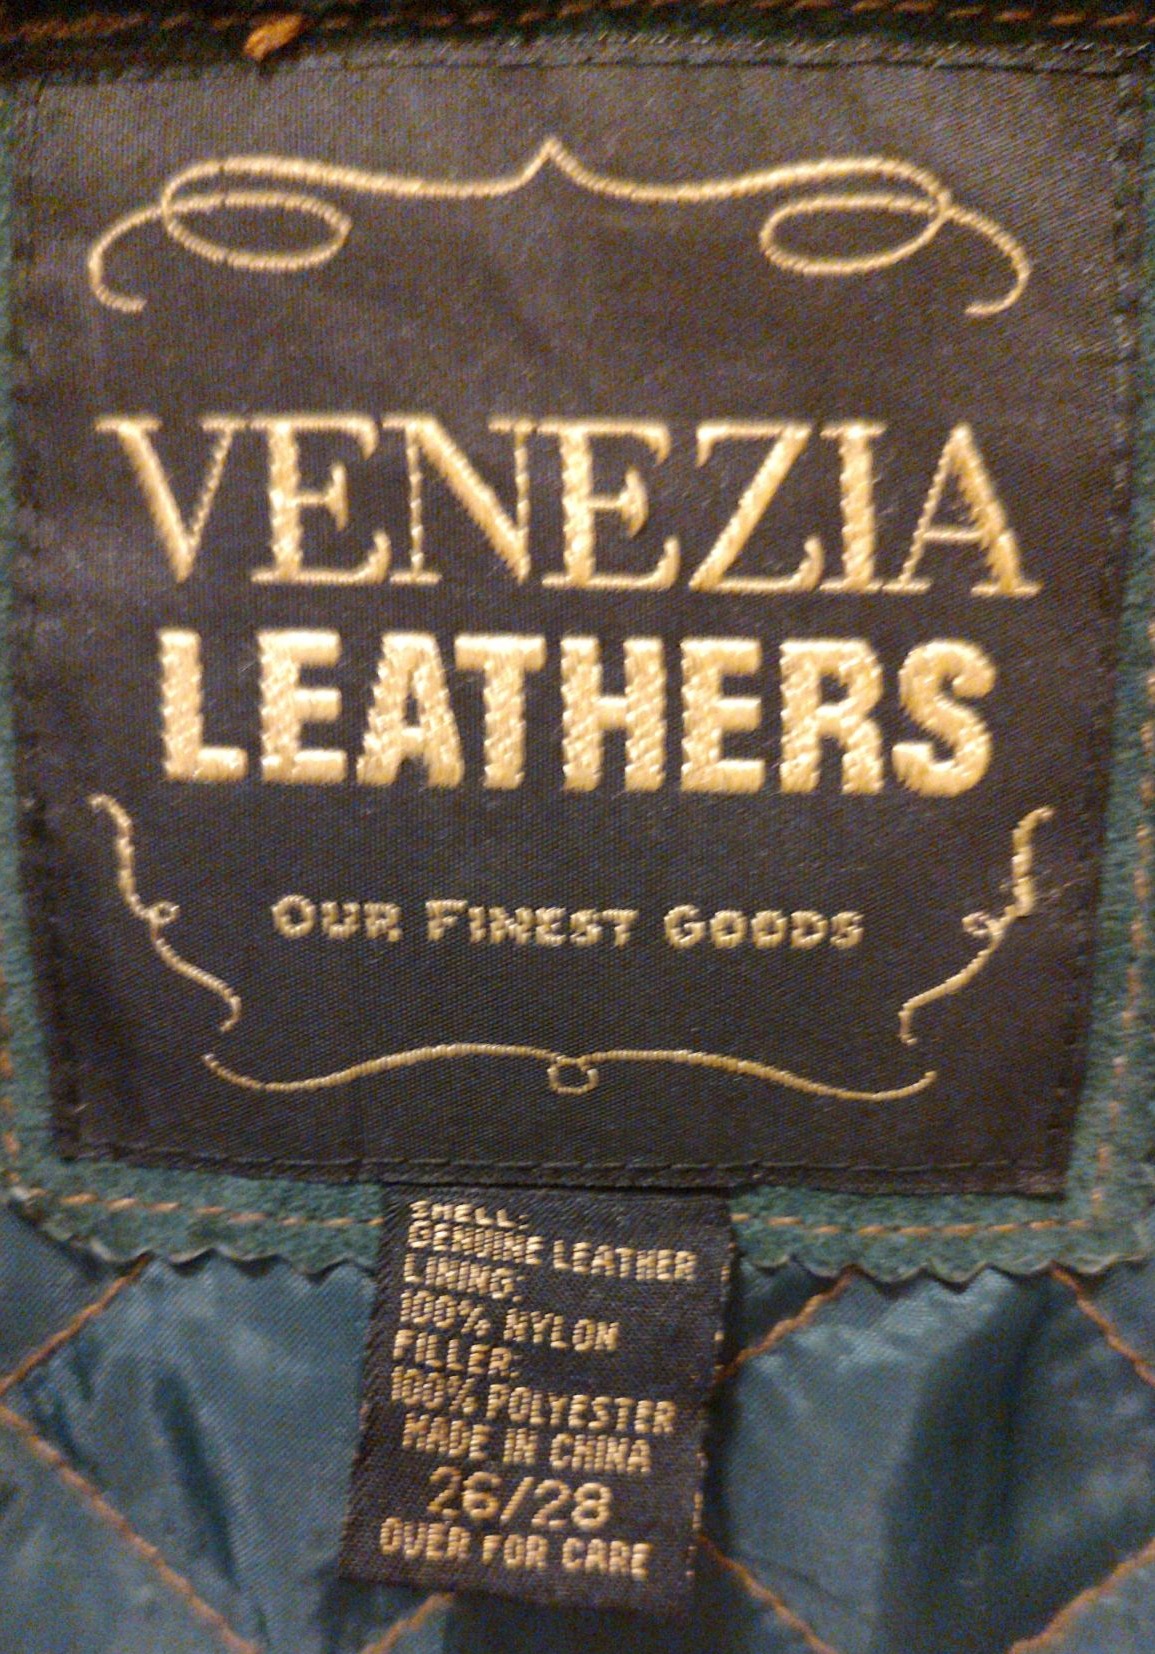 VENEZIA
LEATHERS
OUR FINEST GOODS
SHELL:
GENUINE LEATHER
LINING:
100% NYLON
FILLER:
100% POLYESTER
MADE IN CHINA
26/28
OVER FOR CARE